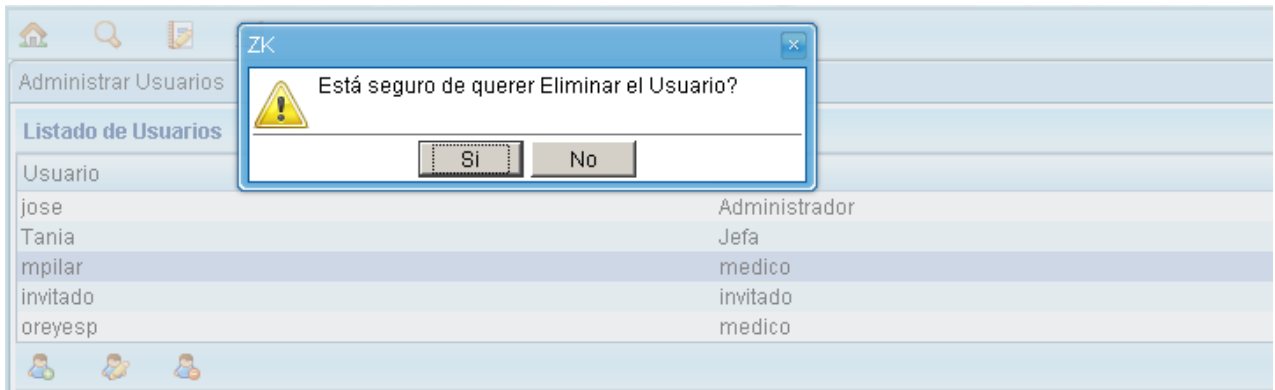 ZK
Está seguro de querer Eliminar el Usuario?
Si No
Administrar Usuarios
Listado de Usuarios
Usuario
jose Administrador
Tania Jefa
mpilar medico
invitado invitado
oreyesp medico